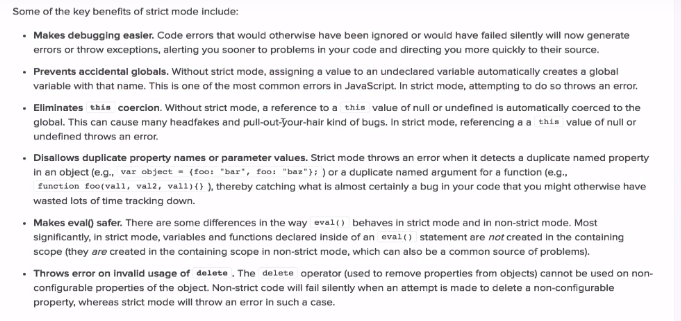 Some of the key benefits of strict mode include:
• Makes debugging easier. Code errors that would otherwise have been ignored or would have failed silently will now generate
errors or throw exceptions, alerting you sooner to problems in your code and directing you more quickly to their source.
• Prevents accidental globals. Without strict mode, assigning a value to an undeclared variable automatically creates a global
variable with that name. This is one of the most common errors in JavaScript. In strict mode, attempting to do so throws an error.
• Eliminates this coercion. Without strict mode, a reference to a this value of null or undefined is automatically coerced to the
global. This can cause many headfakes and pull-out-your-hair kind of bugs. In strict mode, referencing a a this value of null or
undefined throws an error.
• Disallows duplicate property names or parameter values. Strict mode throws an error when it detects a duplicate named property
in an object (e.g., var object = {foo: "bar", foo: "baz"}; ) or a duplicate named argument for a function (e.g.,
function foo(val1, val2, val1){} ), thereby catching what is almost certainly a bug in your code that you might otherwise have
wasted lots of time tracking down.
• Makes eval() safer. There are some differences in the way eval() behaves in strict mode and in non-strict mode. Most
significantly, in strict mode, variables and functions declared inside of an eval() statement are not created in the containing
scope (they are created in the containing scope in non-strict mode, which can also be a common source of problems).
• Throws error on invalid usage of delete . The delete operator (used to remove properties from objects) cannot be used on non-
configurable properties of the object. Non-strict code will fail silently when an attempt is made to delete a non-configurable
property, whereas strict mode will throw an error in such a case.